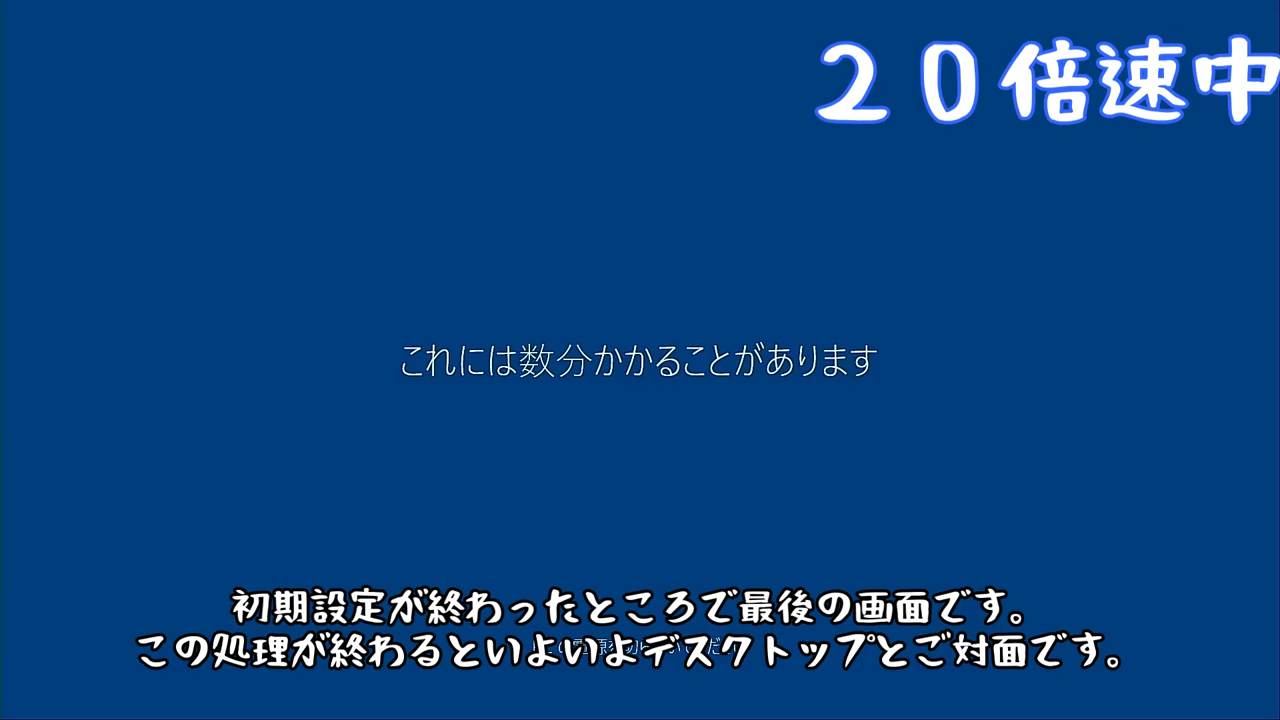 ２０倍速中
これには数分かかることがあります
初期設定が終わったところで最後の画面です。
この処理が終わるといよいよデスクトップとご対面です。